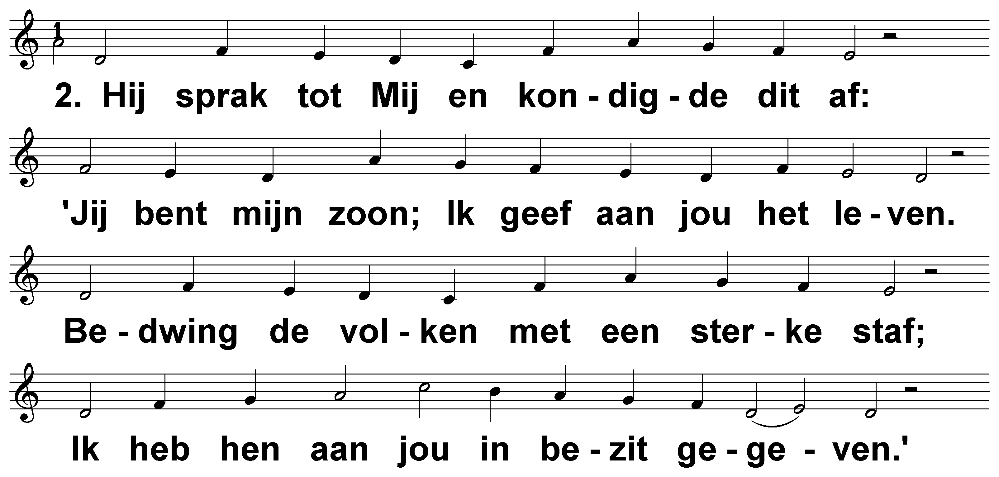 1
2. Hij sprak tot Mij en kon - dig - de dit af:
'Jij bent mijn zoon; Ik geef aan jou het le - ven.
Be - dwing de vol - ken met een ster - ke staf;
Ik heb hen aan jou in be - zit ge - ge - ven.'